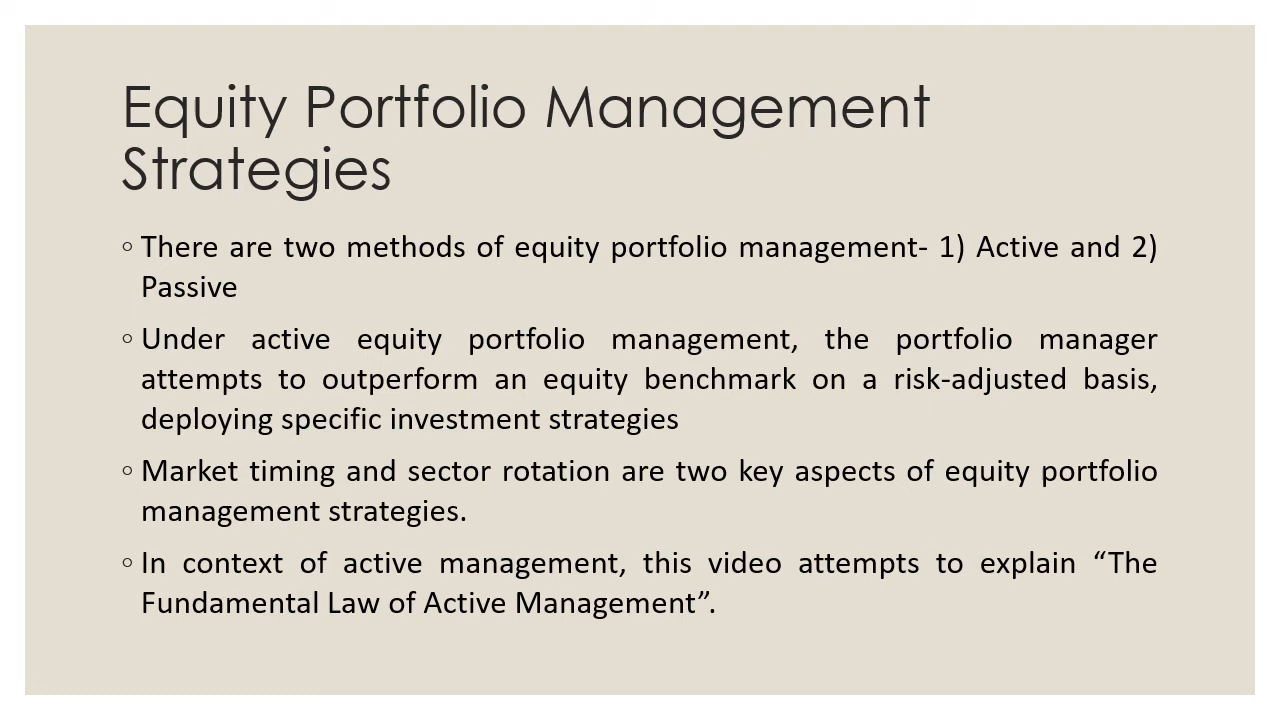 Equity Portfolio Management
Strategies
◦ There are two methods of equity portfolio management- 1) Active and 2)
Passive
◦ Under active equity portfolio management, the portfolio manager
attempts to outperform an equity benchmark on a risk-adjusted basis,
deploying specific investment strategies
◦ Market timing and sector rotation are two key aspects of equity portfolio
management strategies.
◦ In context of active management, this video attempts to explain “The
Fundamental Law of Active Management”.